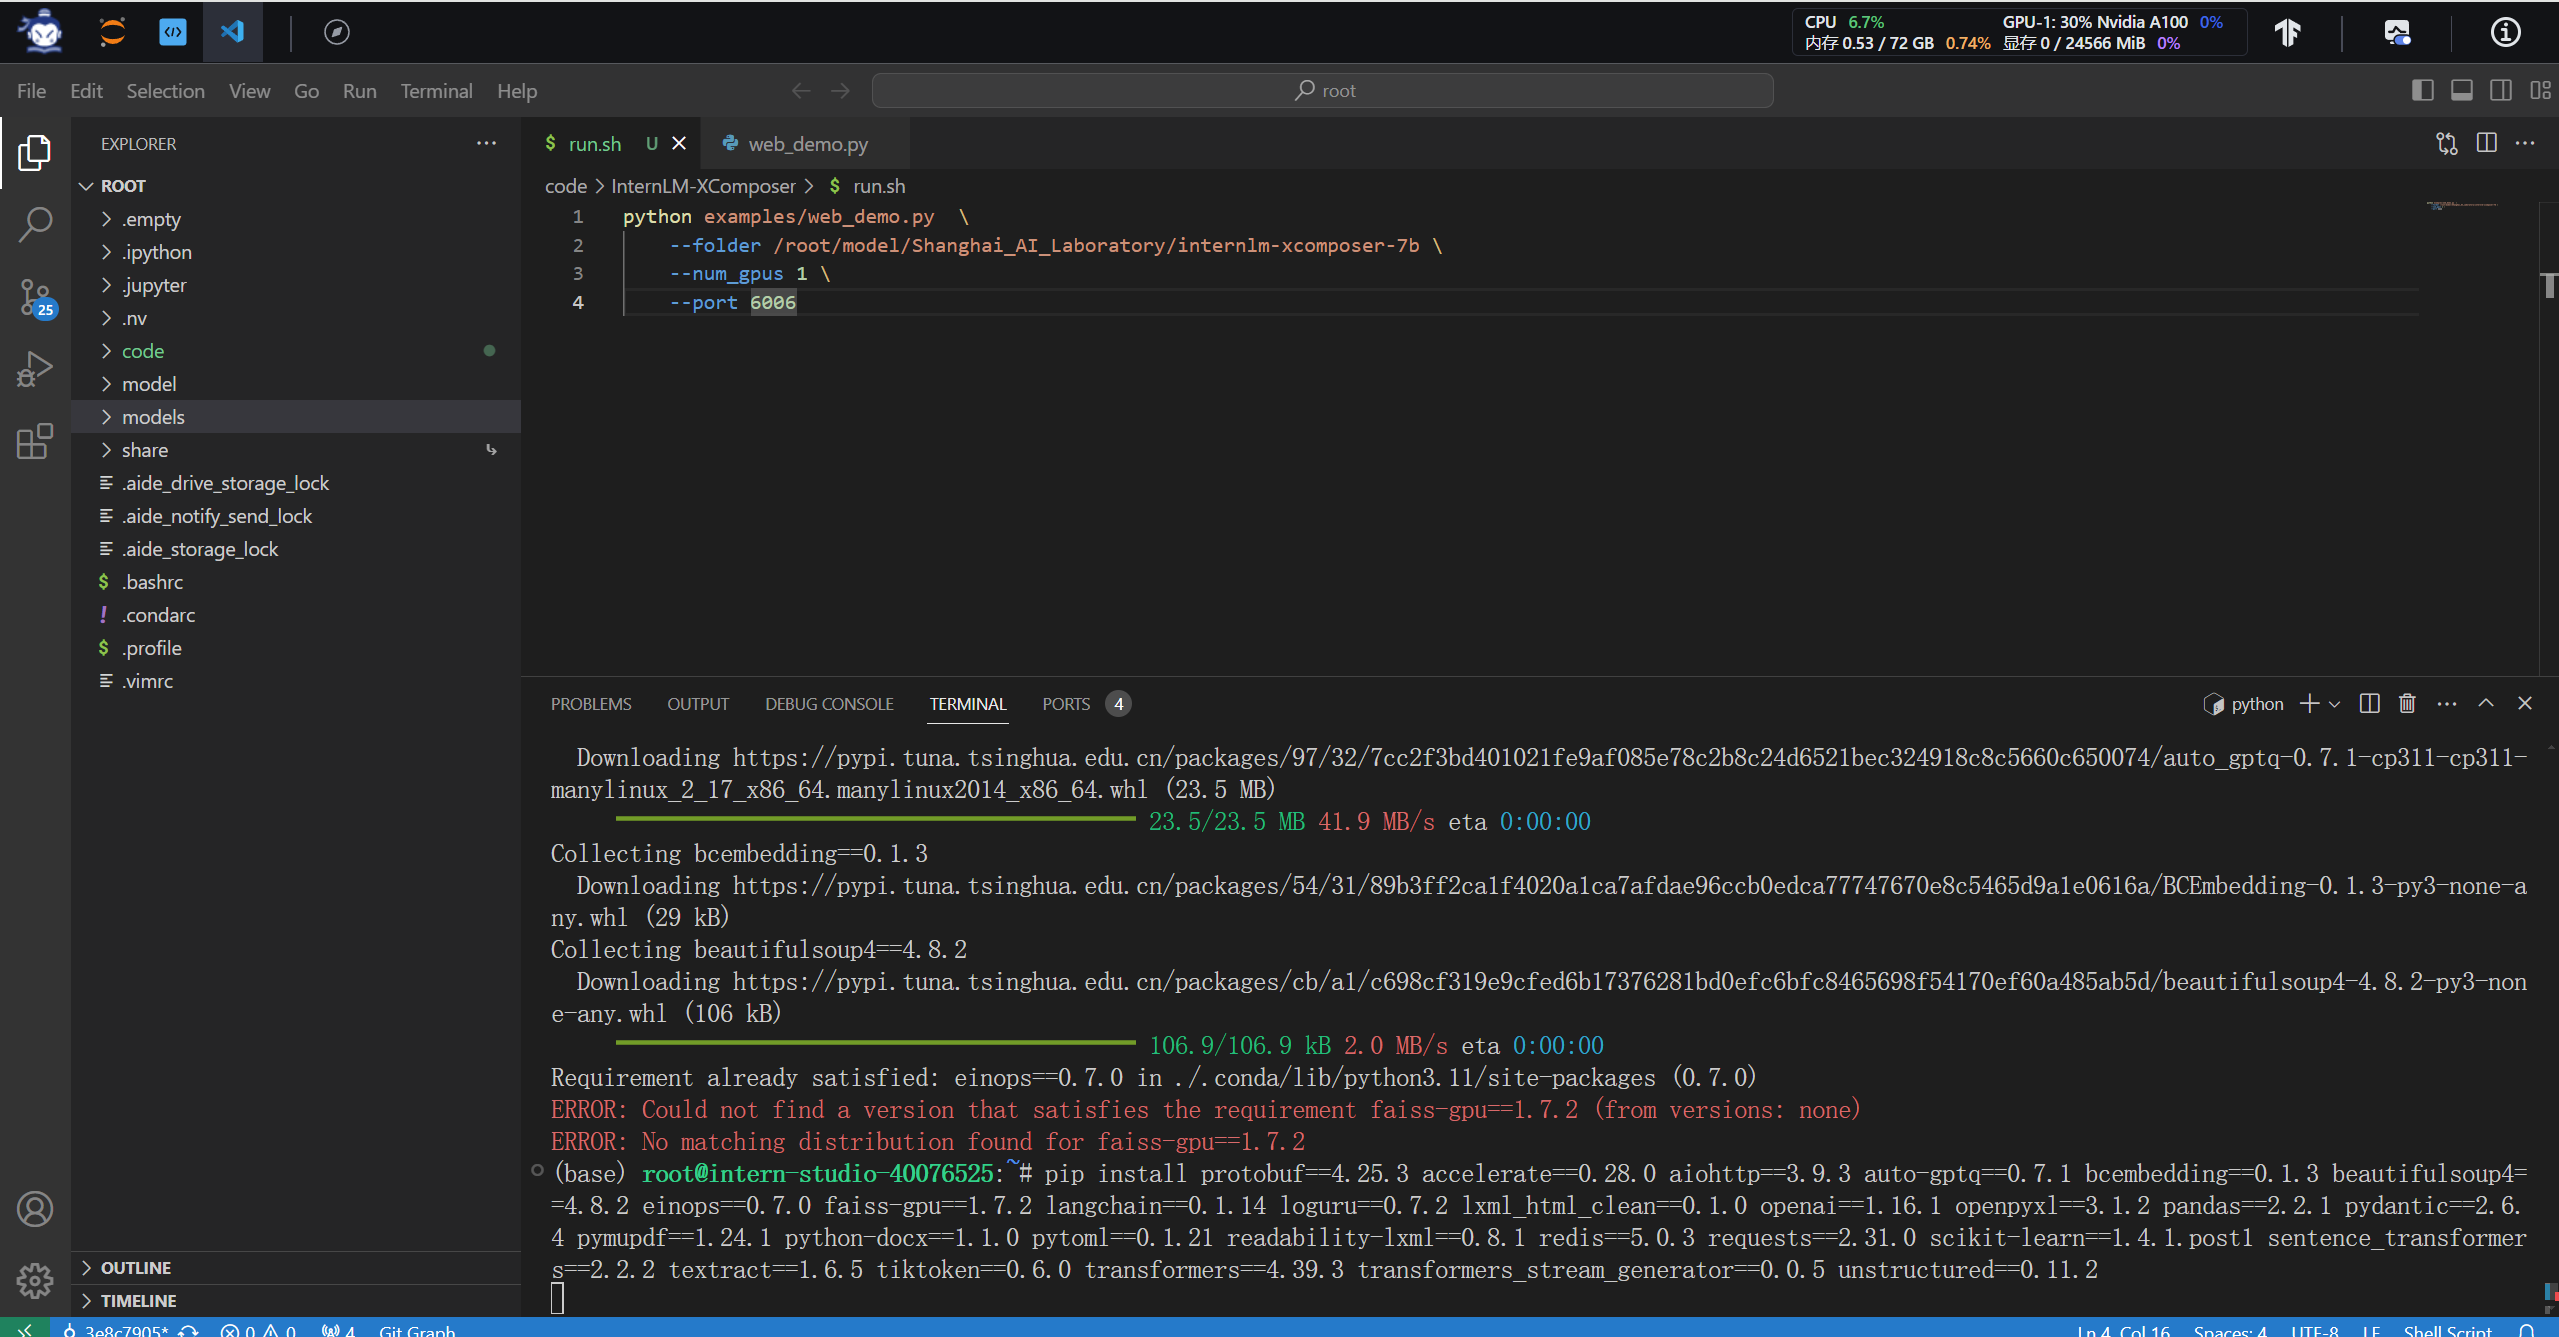 CPU 6.7% GPU-1: 30% Nvidia A100 0%
内存 0.53 / 72 GB 0.74% 显存 0 / 24566 MiB 0%
File Edit Selection View Go Run Terminal Help
root
EXPLORER
ROOT
.empty
.ipython
.jupyter
.nv
code
model
models
share
.aide_drive_storage_lock
.aide_notify_send_lock
.aide_storage_lock
.bashrc
.condarc
.profile
.vimrc
25
OUTLINE
TIMELINE
$ run.sh U web_demo.py
code > InternLM-XComposer > $ run.sh
1 python examples/web_demo.py \
2 --folder /root/model/Shanghai_AI_Laboratory/internlm-xcomposer-7b \
3 --num_gpus 1 \
4 --port 6006
PROBLEMS OUTPUT DEBUG CONSOLE TERMINAL PORTS 4
python
Downloading https://pypi.tuna.tsinghua.edu.cn/packages/97/32/7cc2f3bd401021fe9af085e78c2b8c24d6521bec324918c8c5660c650074/auto_gptq-0.7.1-cp311-cp311-
manylinux_2_17_x86_64.manylinux2014_x86_64.whl (23.5 MB)
23.5/23.5 MB 41.9 MB/s eta 0:00:00
Collecting bcembedding==0.1.3
Downloading https://pypi.tuna.tsinghua.edu.cn/packages/54/31/89b3ff2ca1f4020a1ca7afdae96ccb0edca77747670e8c5465d9a1e0616a/BCEmbedding-0.1.3-py3-none-a
ny.whl (29 kB)
Collecting beautifulsoup4==4.8.2
Downloading https://pypi.tuna.tsinghua.edu.cn/packages/cb/a1/c698cf319e9cfed6b17376281bd0efc6bfc8465698f54170ef60a485ab5d/beautifulsoup4-4.8.2-py3-non
e-any.whl (106 kB)
106.9/106.9 kB 2.0 MB/s eta 0:00:00
Requirement already satisfied: einops==0.7.0 in ./.conda/lib/python3.11/site-packages (0.7.0)
ERROR: Could not find a version that satisfies the requirement faiss-gpu==1.7.2 (from versions: none)
ERROR: No matching distribution found for faiss-gpu==1.7.2
(base) root@intern-studio-40076525:~# pip install protobuf==4.25.3 accelerate==0.28.0 aiohttp==3.9.3 auto-gptq==0.7.1 bcembedding==0.1.3 beautifulsoup4=
=4.8.2 einops==0.7.0 faiss-gpu==1.7.2 langchain==0.1.14 loguru==0.7.2 lxml_html_clean==0.1.0 openai==1.16.1 openpyxl==3.1.2 pandas==2.2.1 pydantic==2.6.
4 pymupdf==1.24.1 python-docx==1.1.0 pytoml==0.1.21 readability-lxml==0.8.1 redis==5.0.3 requests==2.31.0 scikit-learn==1.4.1.post1 sentence_transformer
s==2.2.2 textract==1.6.5 tiktoken==0.6.0 transformers==4.39.3 transformers_stream_generator==0.0.5 unstructured==0.11.2
3e8c7905* 0 0 4 Git Graph Ln 4, Col 16 Spaces: 4 UTF-8 LF Shell Script